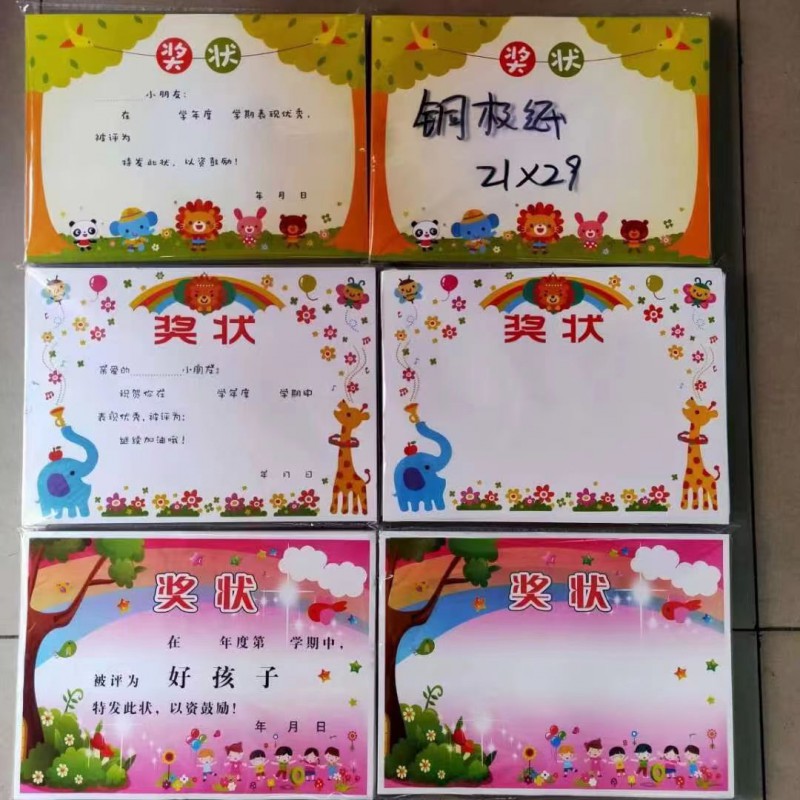 奖状
小朋友：
在 学年度 学期表现优秀，
被评为
特发此状，以资鼓励！
年 月 日
奖状
铜板纸
21X29
奖状
亲爱的............小朋友：
祝贺你在 学年度 学期中
表现优秀，被评为：
继续加油哦！
年 月 日
奖状
奖状
在 年度第 学期中，
被评为 好孩子
特发此状，以资鼓励！
年 月 日
奖状